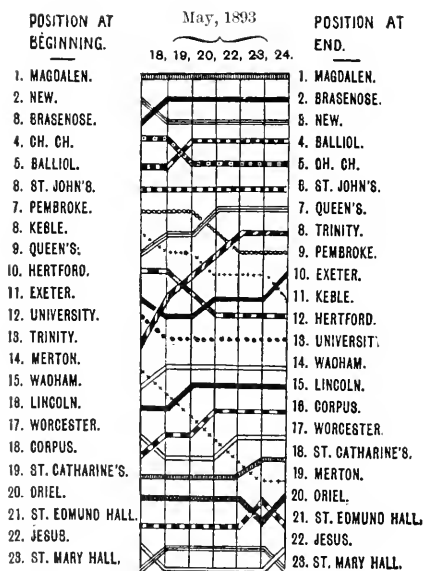 POSITION AT
BEGINNING.
May, 1893
POSITION AT
END.
18, 19, 20, 22, 23, 24.
1. MAGDALEN.
2. NEW.
8. BRASENOSE.
4. CH. CH.
5. BALLIOL.
8. ST. JOHN'S.
7. PEMBROKE.
8. KEBLE.
9. QUEEN'S.
10. HERTFORD.
11. EXETER.
12. UNIVERSITY.
13. TRINITY.
14. MERTON.
15. WADHAM.
18. LINCOLN.
17. WORCESTER.
18. CORPUS.
19. ST. CATHARINE'S.
20. ORIEL.
21. ST. EDMUND HALL.
22. JESUS.
23. ST. MARY HALL.
1. MAGDALEN.
2. BRASENOSE.
3. NEW.
4. BALLIOL.
5. CH. CH.
6. ST. JOHN'S.
7. QUEEN'S.
8. TRINITY.
9. PEMBROKE.
10. EXETER.
11. KEBLE.
12. HERTFORD.
13. UNIVERSIT.
14. WADHAM.
15. LINCOLN.
16. CORPUS.
17. WORCESTER.
18. ST. CATHARINE'S.
19. MERTON.
20. ORIEL.
21. ST. EDMUND HALL.
22. JESUS.
23. ST. MARY HALL.